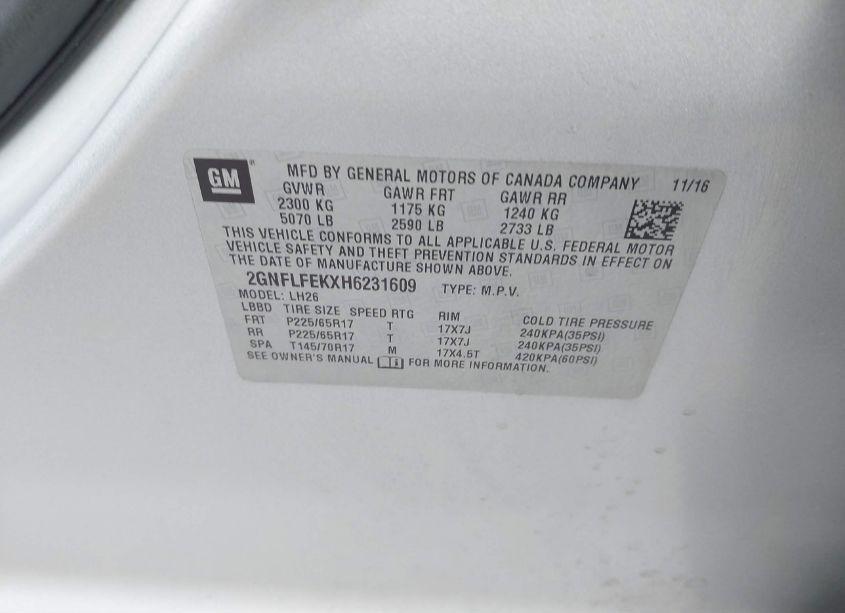 GM
MFD BY GENERAL MOTORS OF CANADA COMPANY 11/16
GVWR GAWR FRT GAWR RR
2300 KG 1175 KG 1240 KG
5070 LB 2590 LB 2733 LB
THIS VEHICLE CONFORMS TO ALL APPLICABLE U.S. FEDERAL MOTOR
VEHICLE SAFETY AND THEFT PREVENTION STANDARDS IN EFFECT ON
THE DATE OF MANUFACTURE SHOWN ABOVE.
2GNFLFEKXH6231609 TYPE: M.P.V.
MODEL: LH26
LBBD TIRE SIZE SPEED RTG RIM COLD TIRE PRESSURE
FRT P225/65R17 T 17X7J 240KPA(35PSI)
RR P225/65R17 T 17X7J 240KPA(35PSI)
SPA T145/70R17 M 17X4.5T 420KPA(60PSI)
SEE OWNER'S MANUAL FOR MORE INFORMATION.